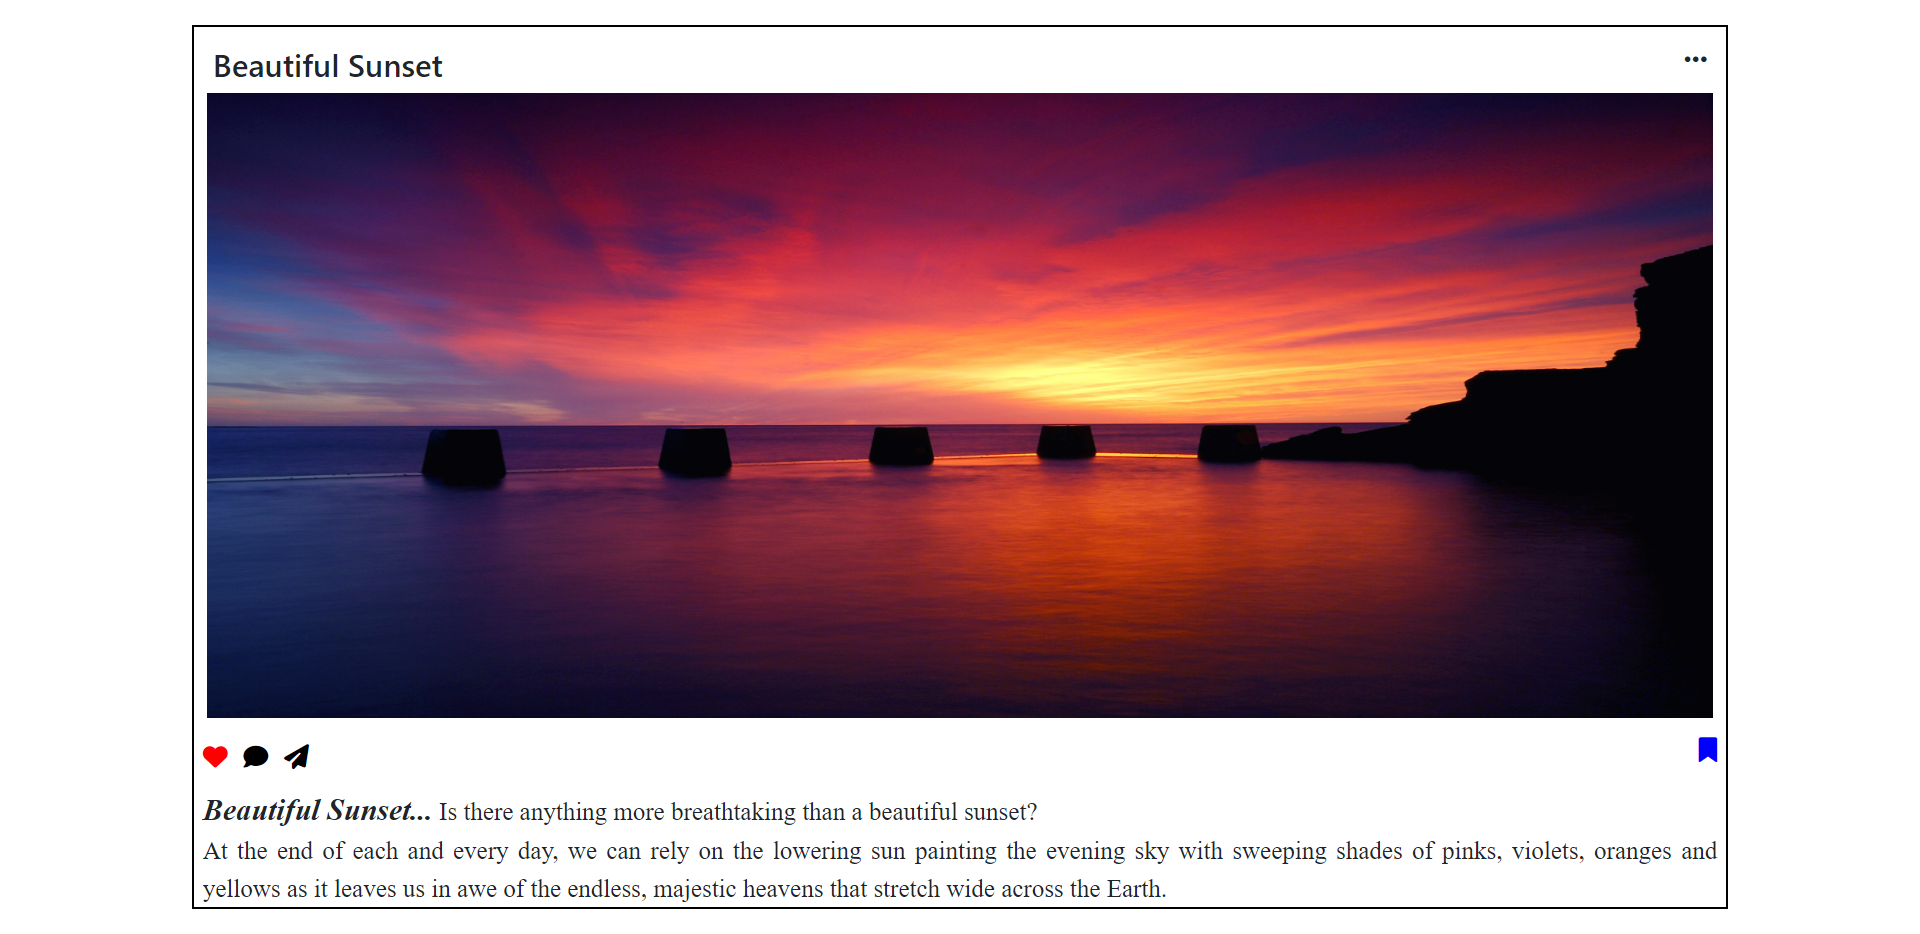 Beautiful Sunset
Beautiful Sunset... Is there anything more breathtaking than a beautiful sunset?
At the end of each and every day, we can rely on the lowering sun painting the evening sky with sweeping shades of pinks, violets, oranges and
yellows as it leaves us in awe of the endless, majestic heavens that stretch wide across the Earth.